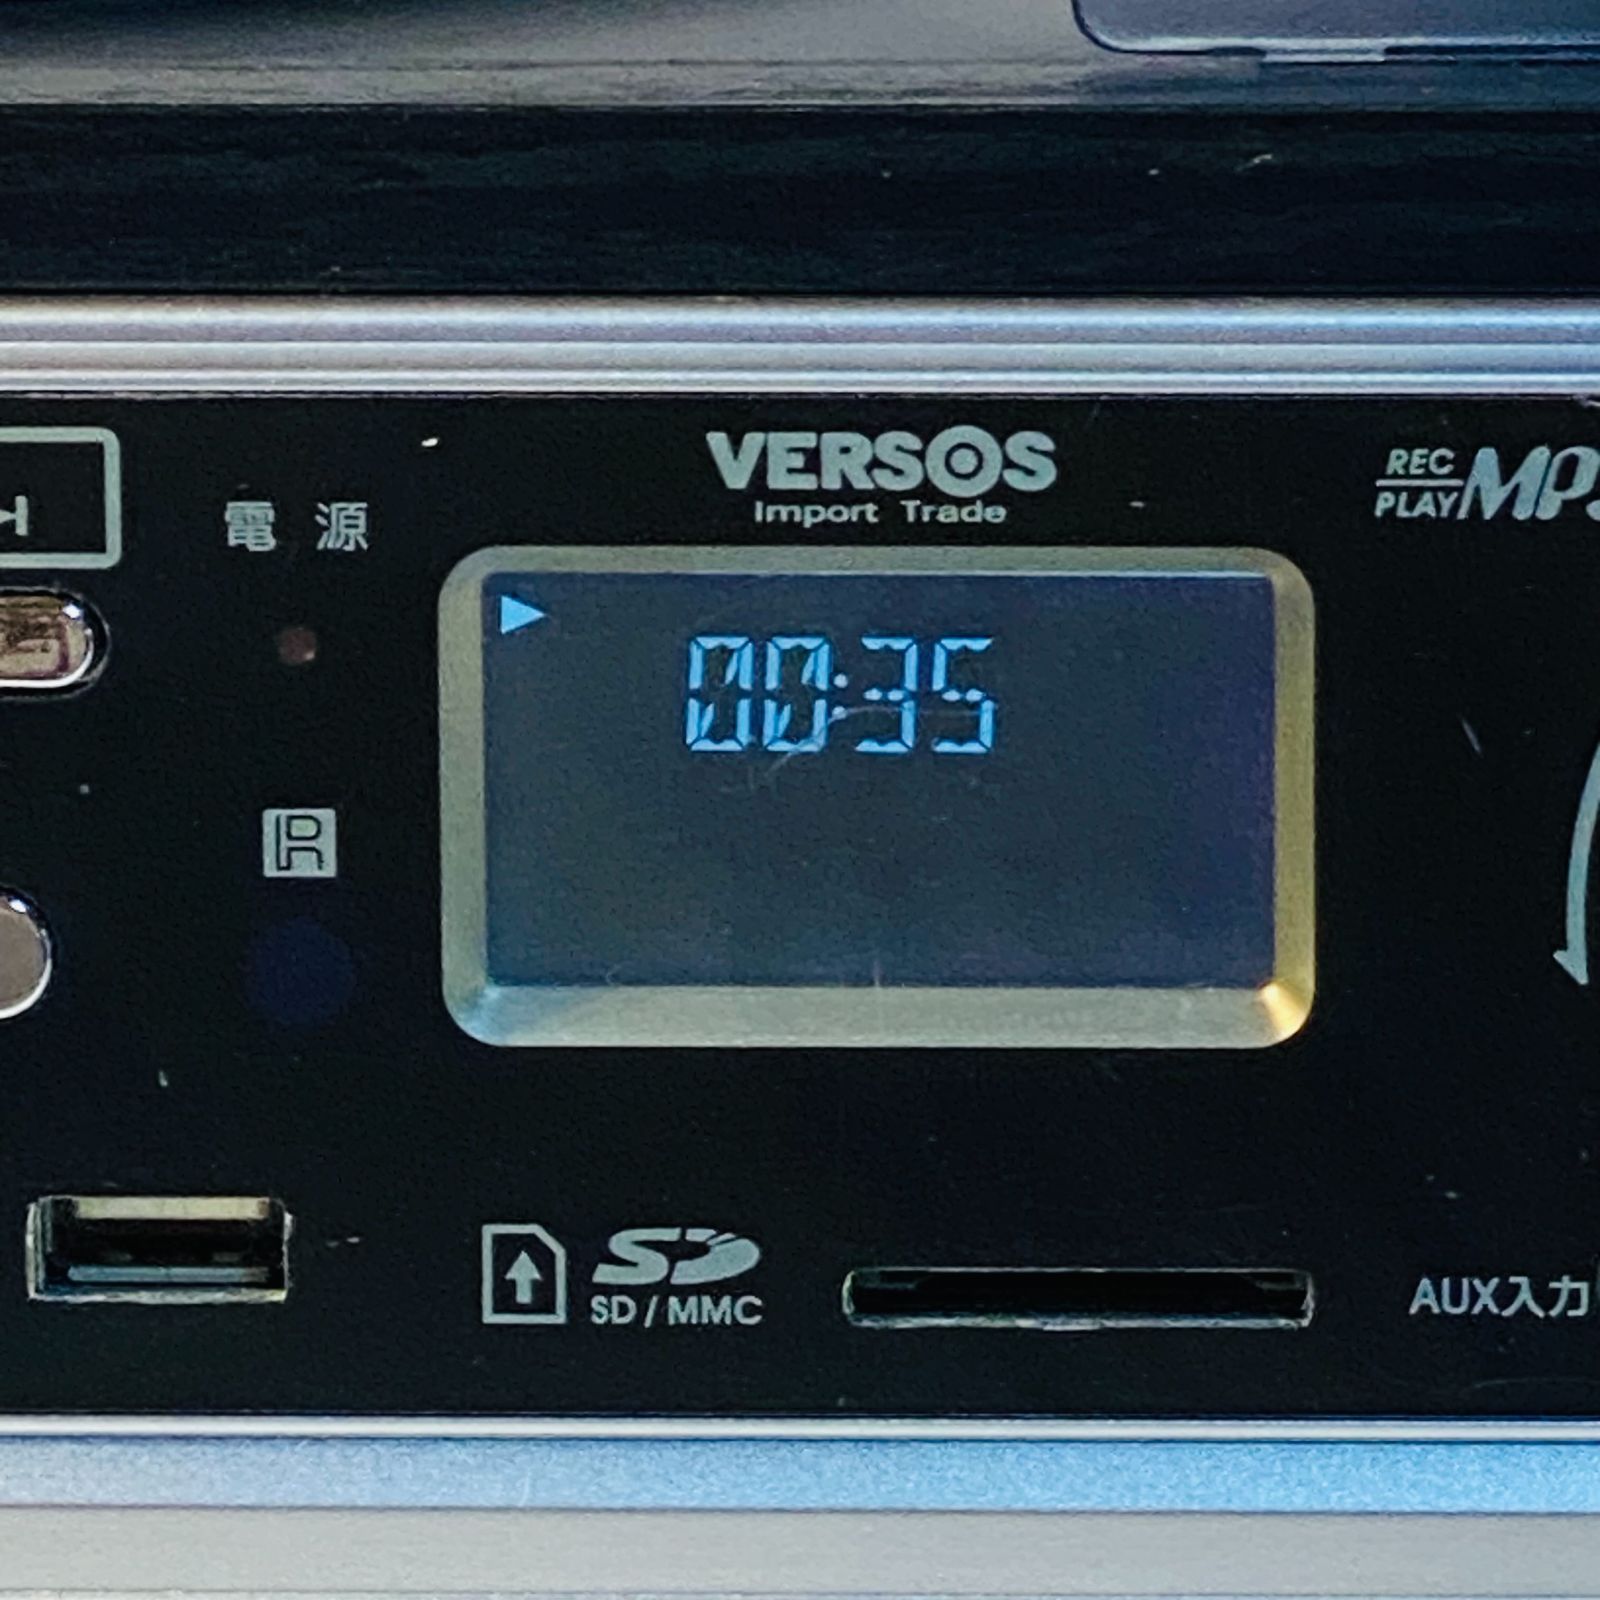 VERSOS
Import Trade
REC
PLAY
電源
00:35
R
SD
SD / MMC
AUX入力